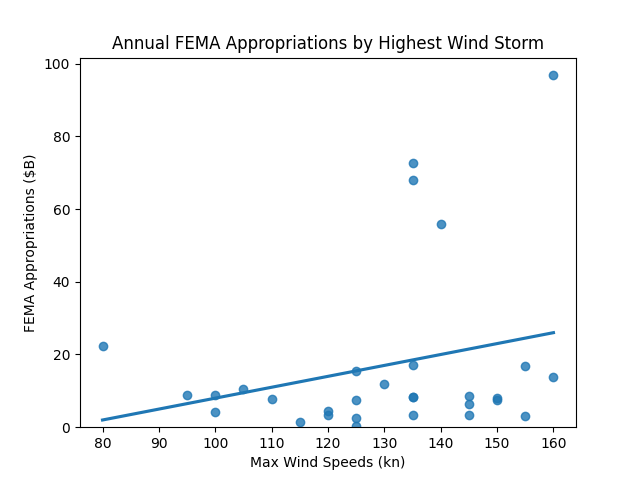 Annual FEMA Appropriations by Highest Wind Storm
100
80
60
40
20
0
FEMA Appropriations ($B)
80 90 100 110 120 130 140 150 160
Max Wind Speeds (kn)